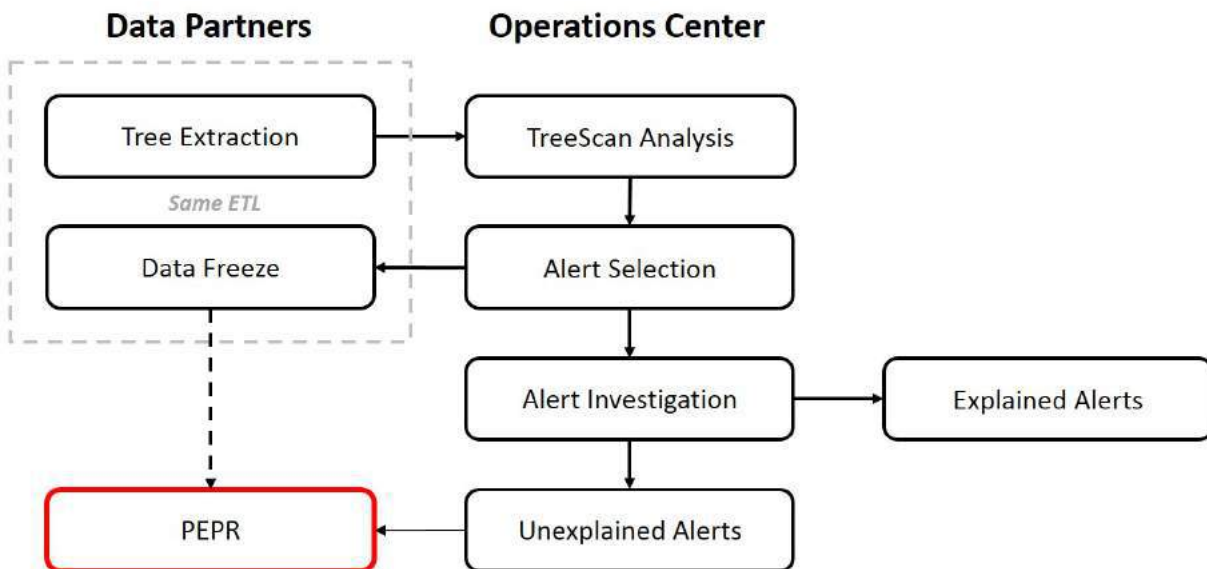 Data Partners
Operations Center
Tree Extraction
TreeScan Analysis
Same ETL
Data Freeze
Alert Selection
Alert Investigation
Explained Alerts
PEPR
Unexplained Alerts